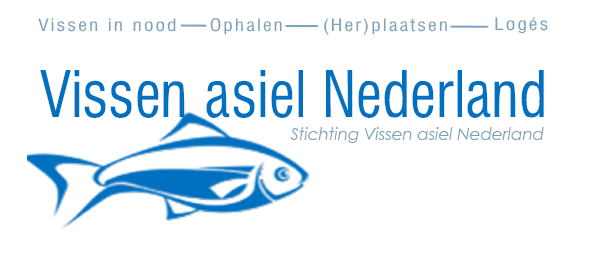 Vissen in nood — Ophalen — (Her)plaatsen — Logés
Vissen asiel Nederland
Stichting Vissen asiel Nederland